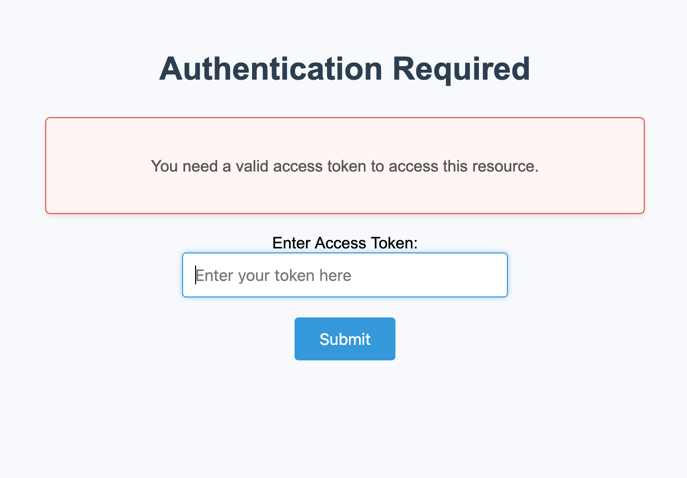 Authentication Required
You need a valid access token to access this resource.
Enter Access Token:
Enter your token here
Submit